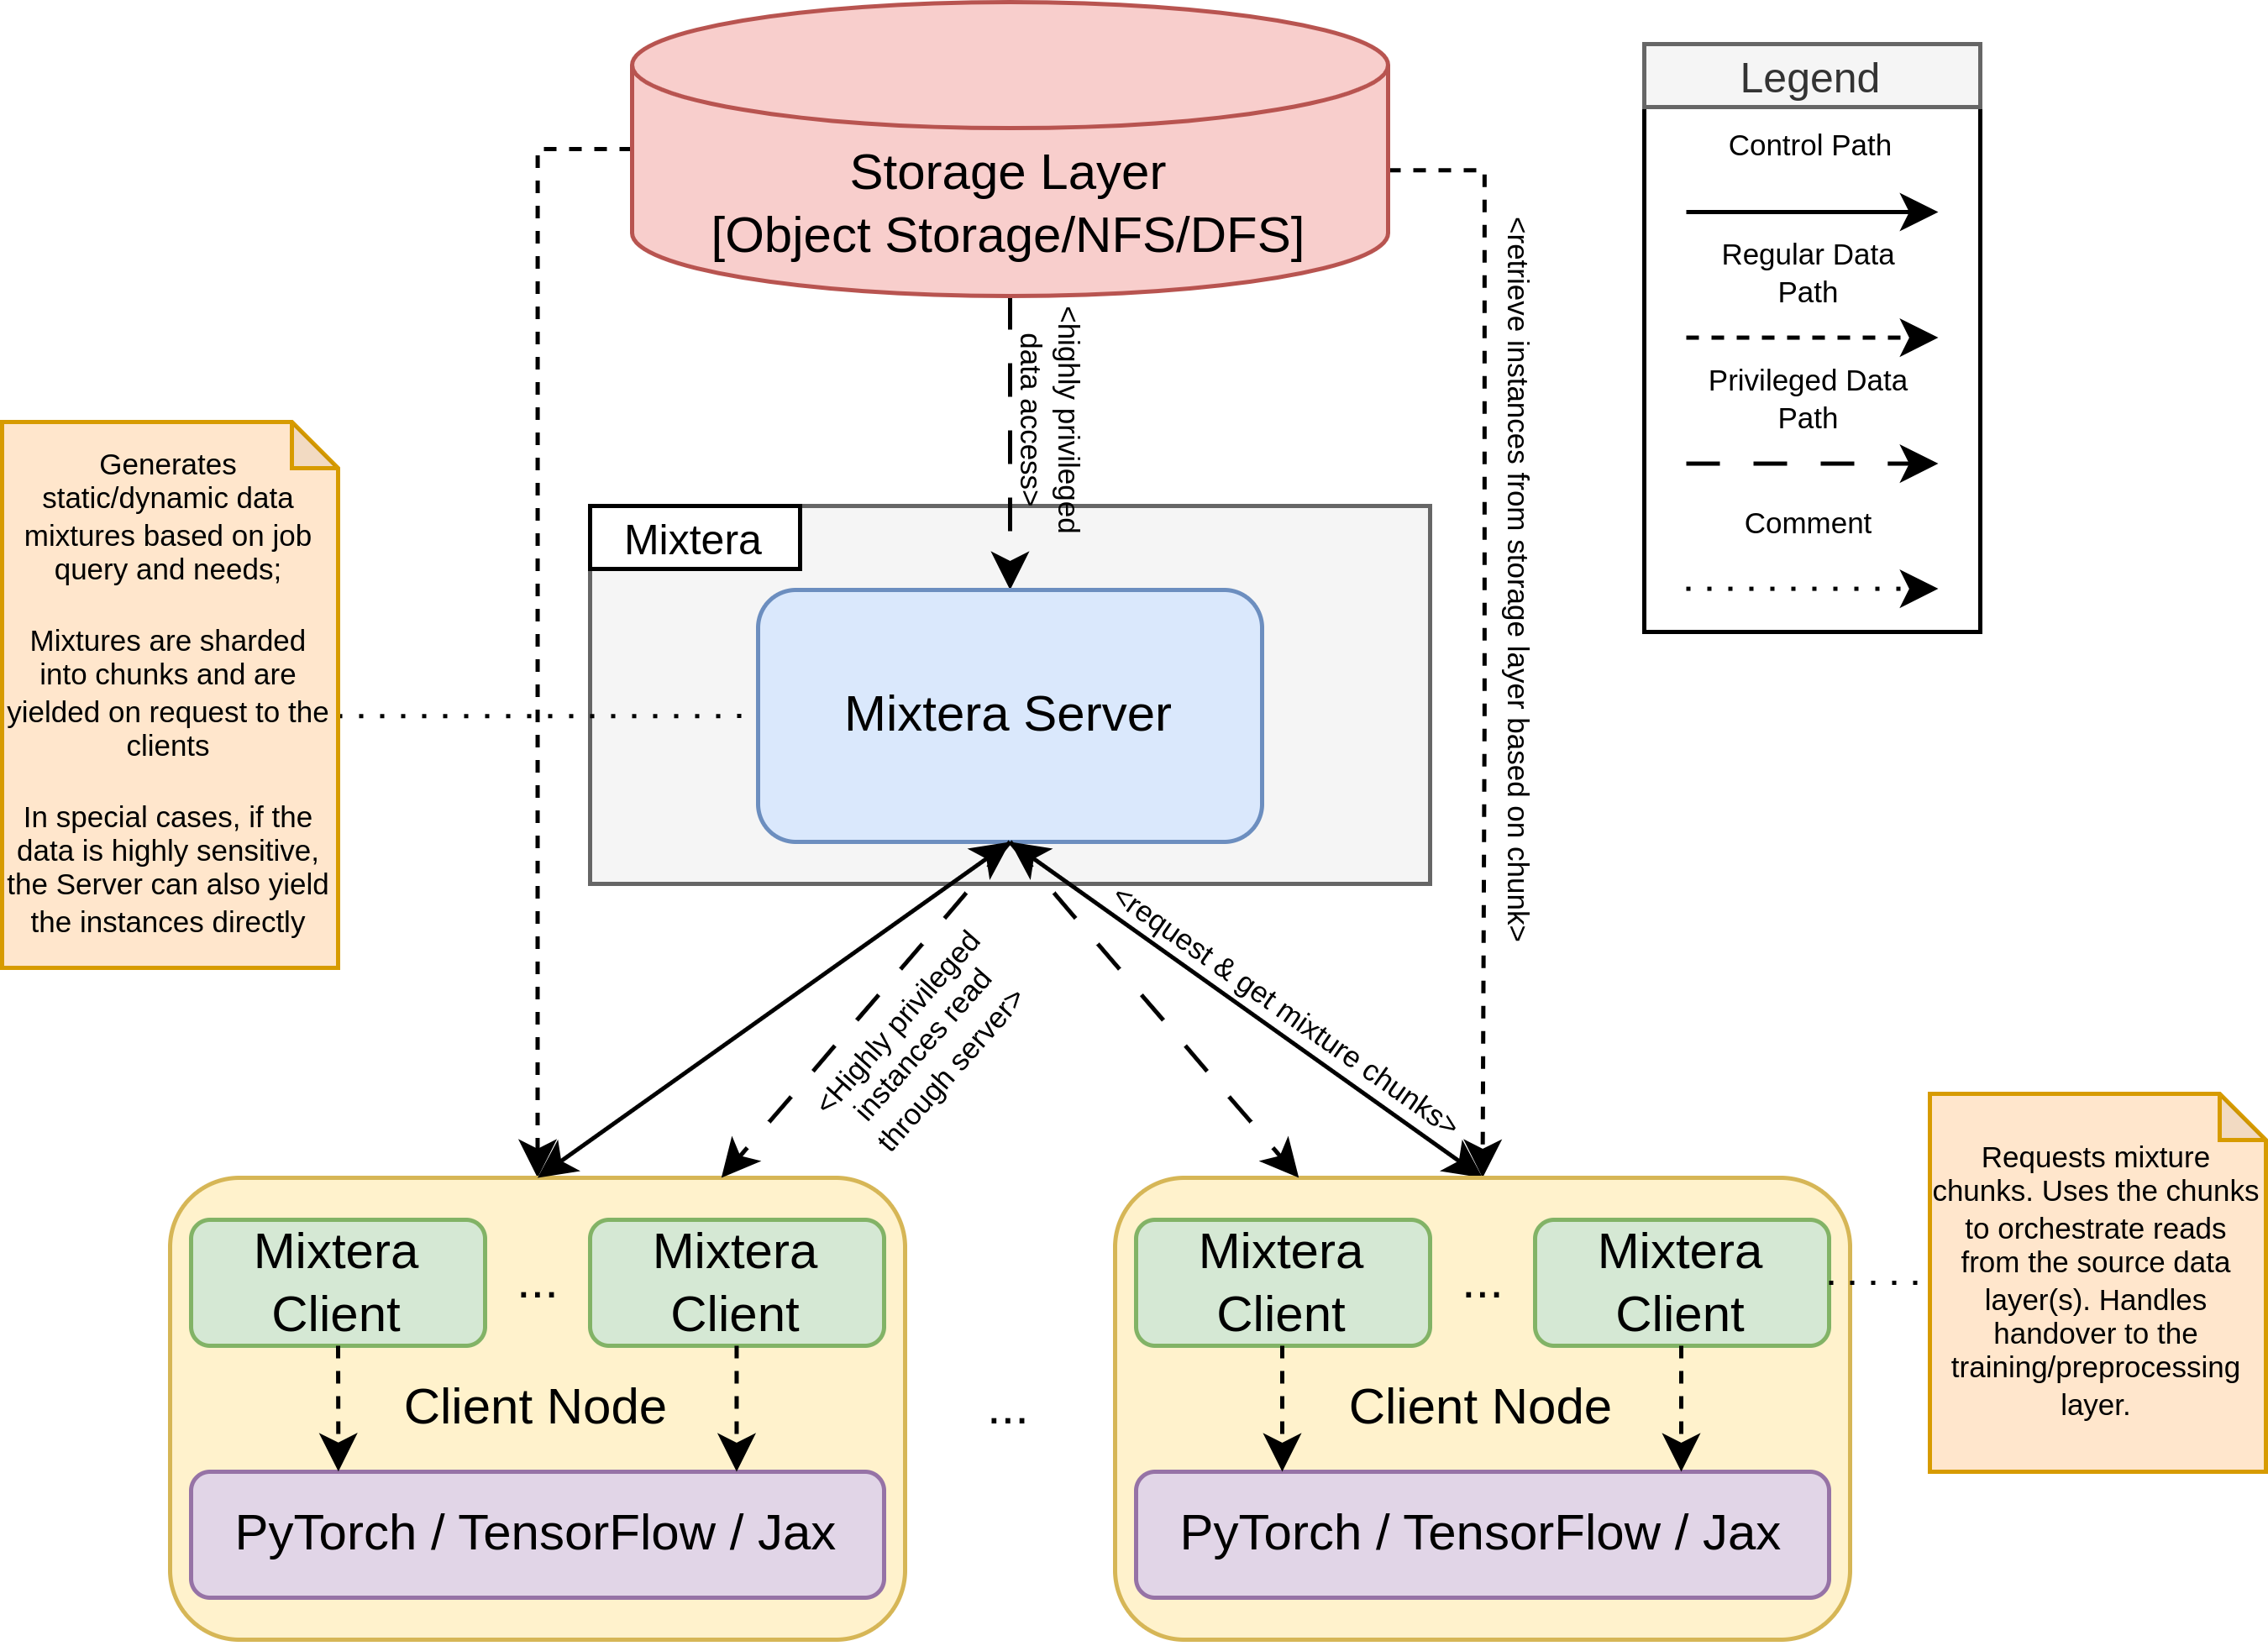 Storage Layer
[Object Storage/NFS/DFS]
Legend
Control Path
Regular Data
Path
Privileged Data
Path
Comment
<highly privileged
data access>
<retrieve instances from storage layer based on chunk>
Generates
static/dynamic data
mixtures based on job
query and needs;
Mixtures are sharded
into chunks and are
yielded on request to the
clients
In special cases, if the
data is highly sensitive,
the Server can also yield
the instances directly
Mixtera
Mixtera Server
<Highly privileged
instances read
through server>
<request & get mixture chunks>
Mixtera
Client
...
Mixtera
Client
Client Node
PyTorch / TensorFlow / Jax
...
Mixtera
Client
...
Mixtera
Client
Client Node
PyTorch / TensorFlow / Jax
Requests mixture
chunks. Uses the chunks
to orchestrate reads
from the source data
layer(s). Handles
handover to the
training/preprocessing
layer.